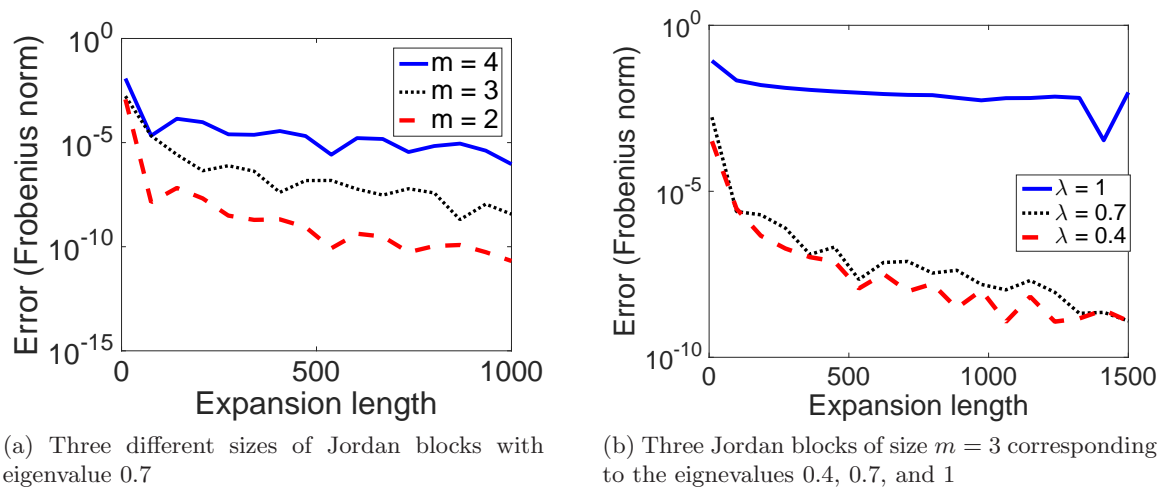 10^0
10^-5
10^-10
10^-15
Error (Frobenius norm)
m = 4
m = 3
m = 2
0
500
1000
Expansion length
(a) Three different sizes of Jordan blocks with
eigenvalue 0.7
10^0
10^-5
10^-10
Error (Frobenius norm)
λ = 1
λ = 0.7
λ = 0.4
0
500
1000
1500
Expansion length
(b) Three Jordan blocks of size m = 3 corresponding
to the eignevalues 0.4, 0.7, and 1